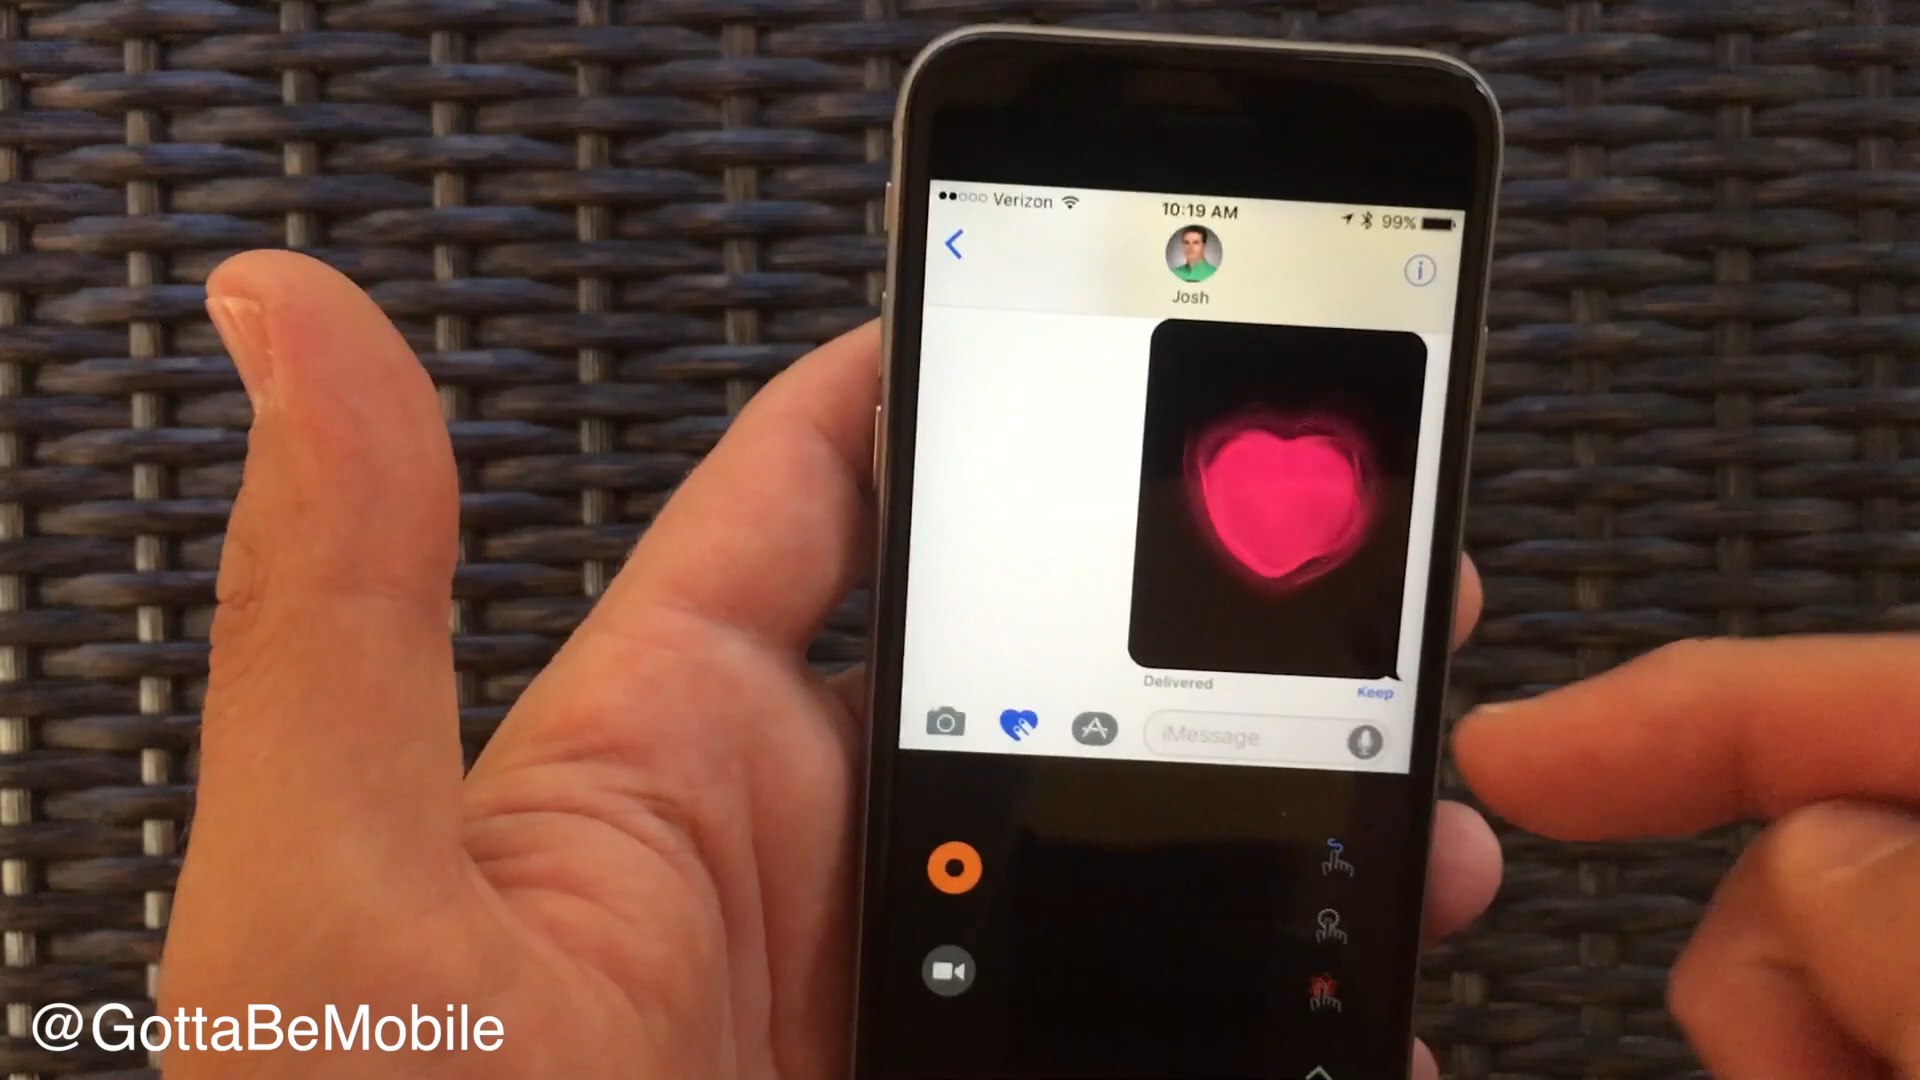 Verizon
10:19 AM
99%
Josh
Delivered
Keep
iMessage
@GottaBeMobile